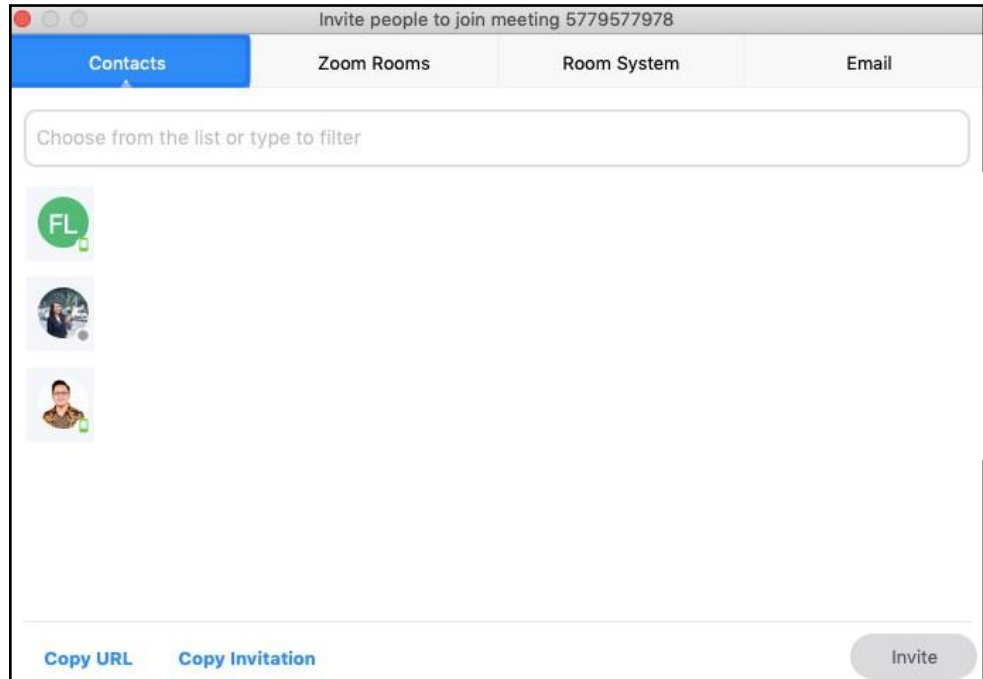 Invite people to join meeting 5779577978
Contacts Zoom Rooms Room System Email
Choose from the list or type to filter
FL
Copy URL Copy Invitation Invite